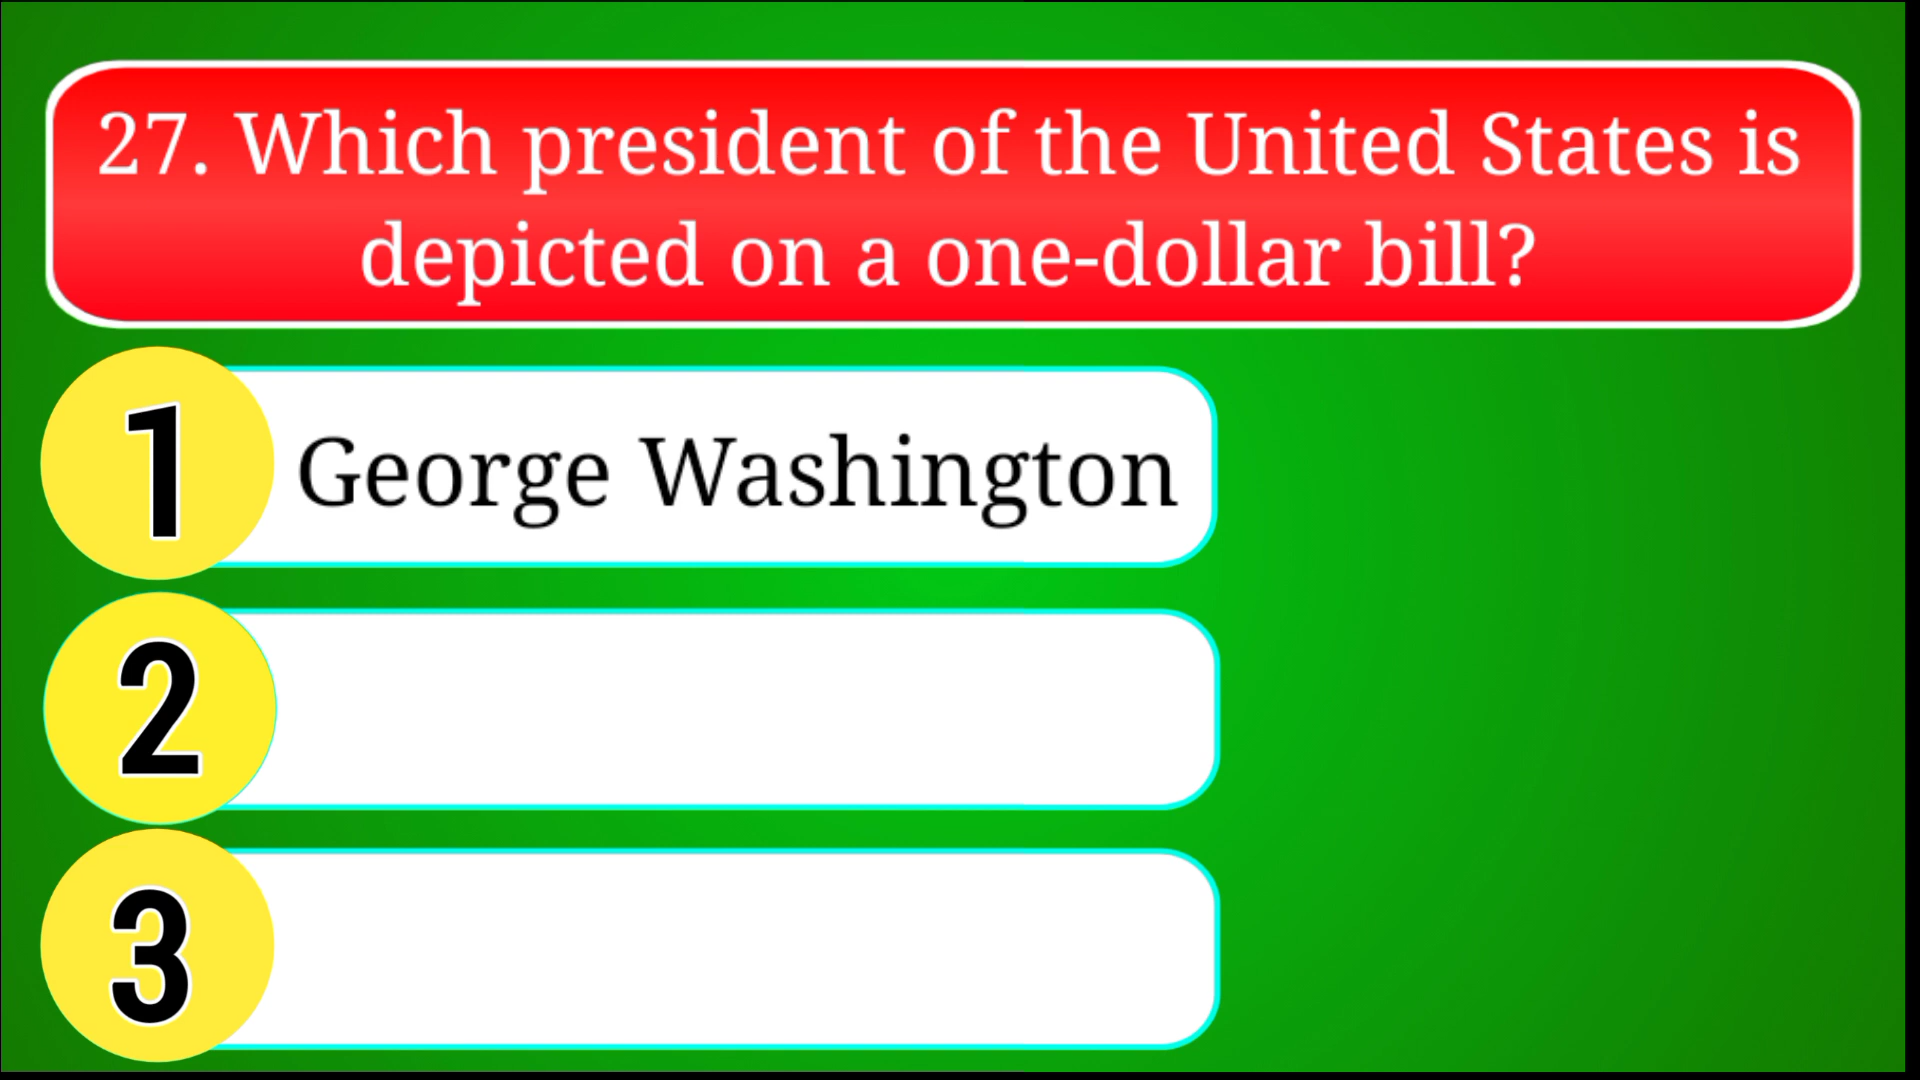 27. Which president of the United States is
depicted on a one-dollar bill?
1
George Washington
2
3